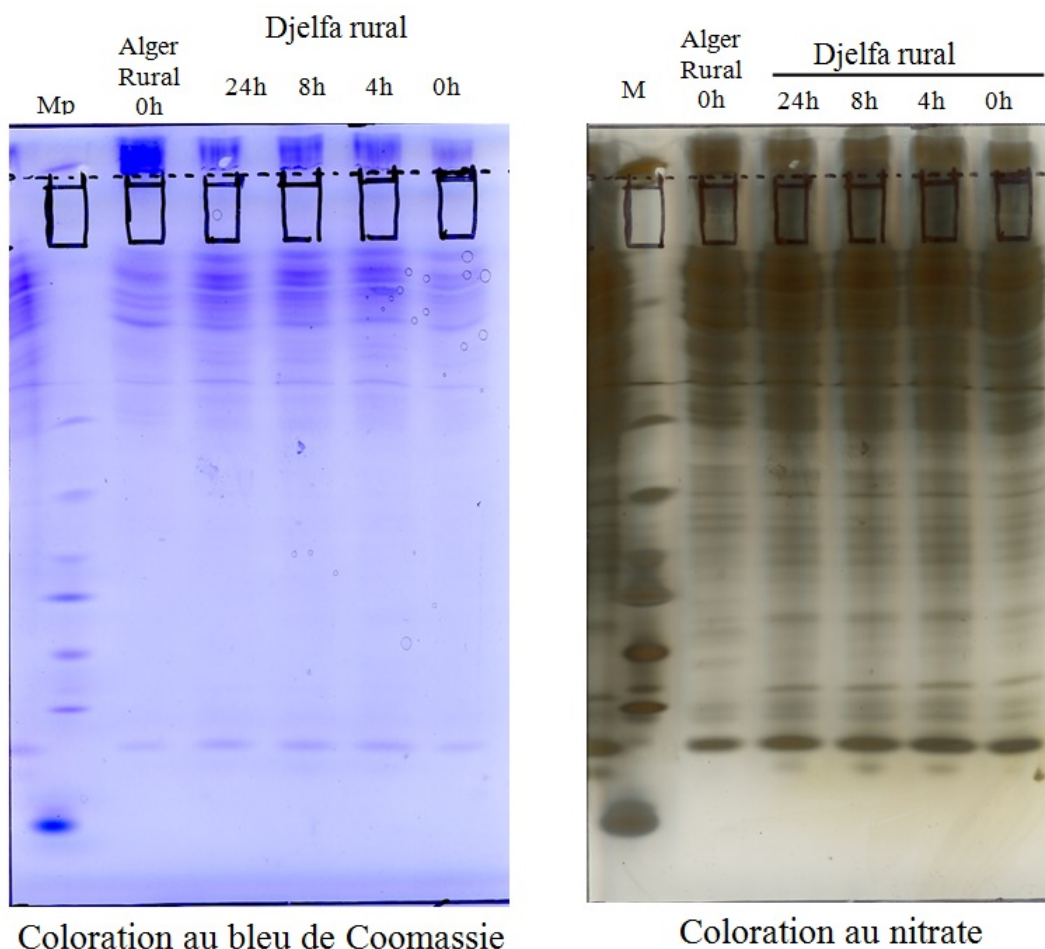 Djelfa rural
Alger
Rural
0h
24h
8h
4h
0h
Mp
Coloration au bleu de Coomassie
Alger
Rural
0h
Djelfa rural
M
24h
8h
4h
0h
Coloration au nitrate